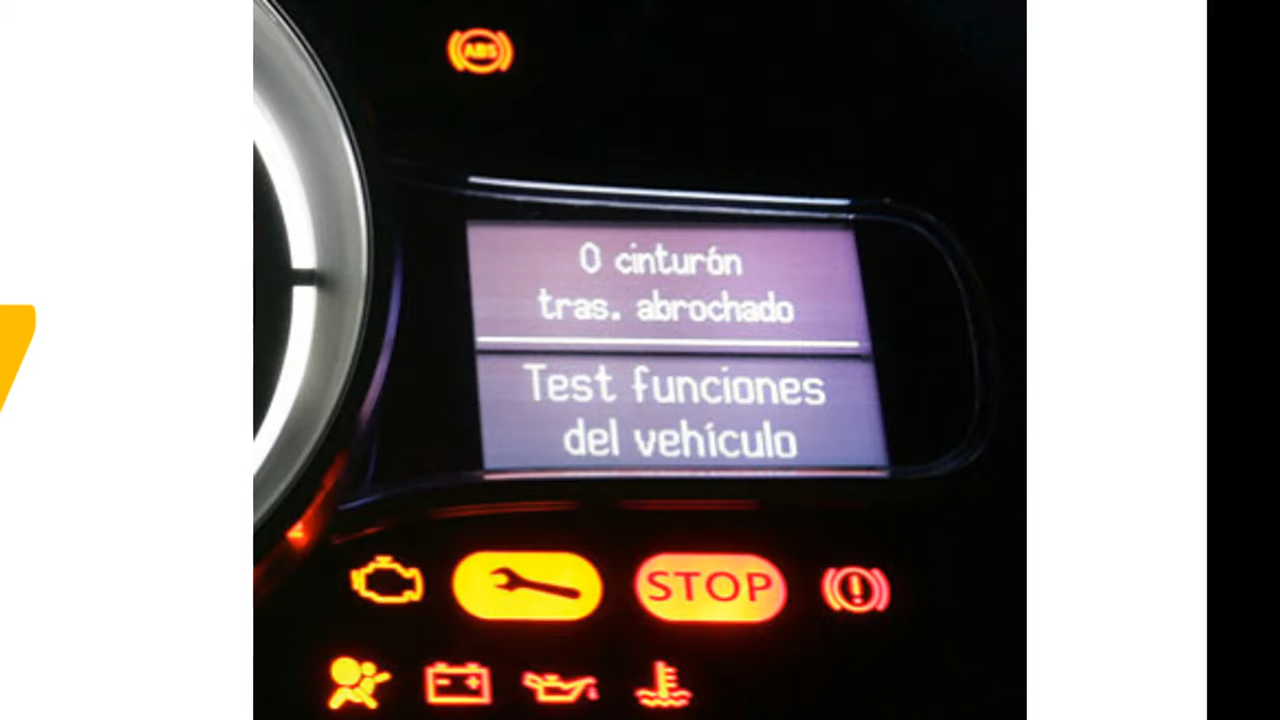 ABS
0 cinturón
tras. abrochado
Test funciones
del vehículo
STOP